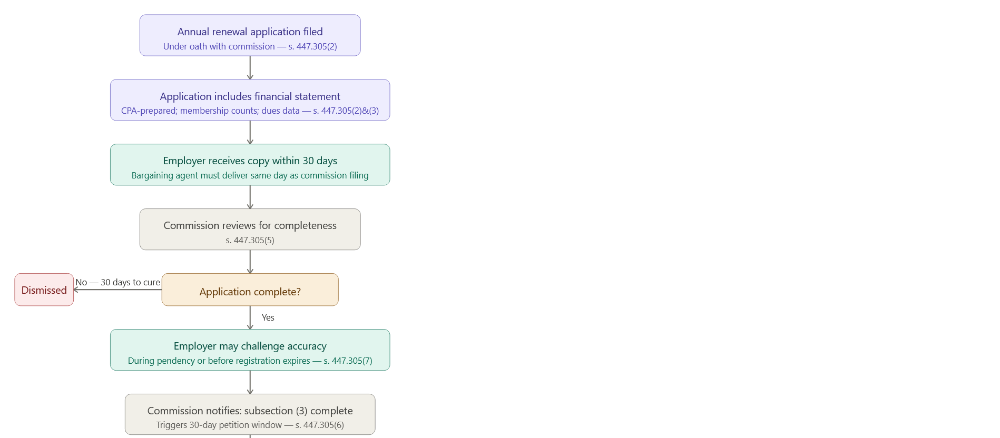 Annual renewal application filed
Under oath with commission — s. 447.305(2)
Application includes financial statement
CPA-prepared; membership counts; dues data — s. 447.305(2)&(3)
Employer receives copy within 30 days
Bargaining agent must deliver same day as commission filing
Commission reviews for completeness
s. 447.305(5)
Dismissed
No — 30 days to cure
Application complete?
Yes
Employer may challenge accuracy
During pendency or before registration expires — s. 447.305(7)
Commission notifies: subsection (3) complete
Triggers 30-day petition window — s. 447.305(6)